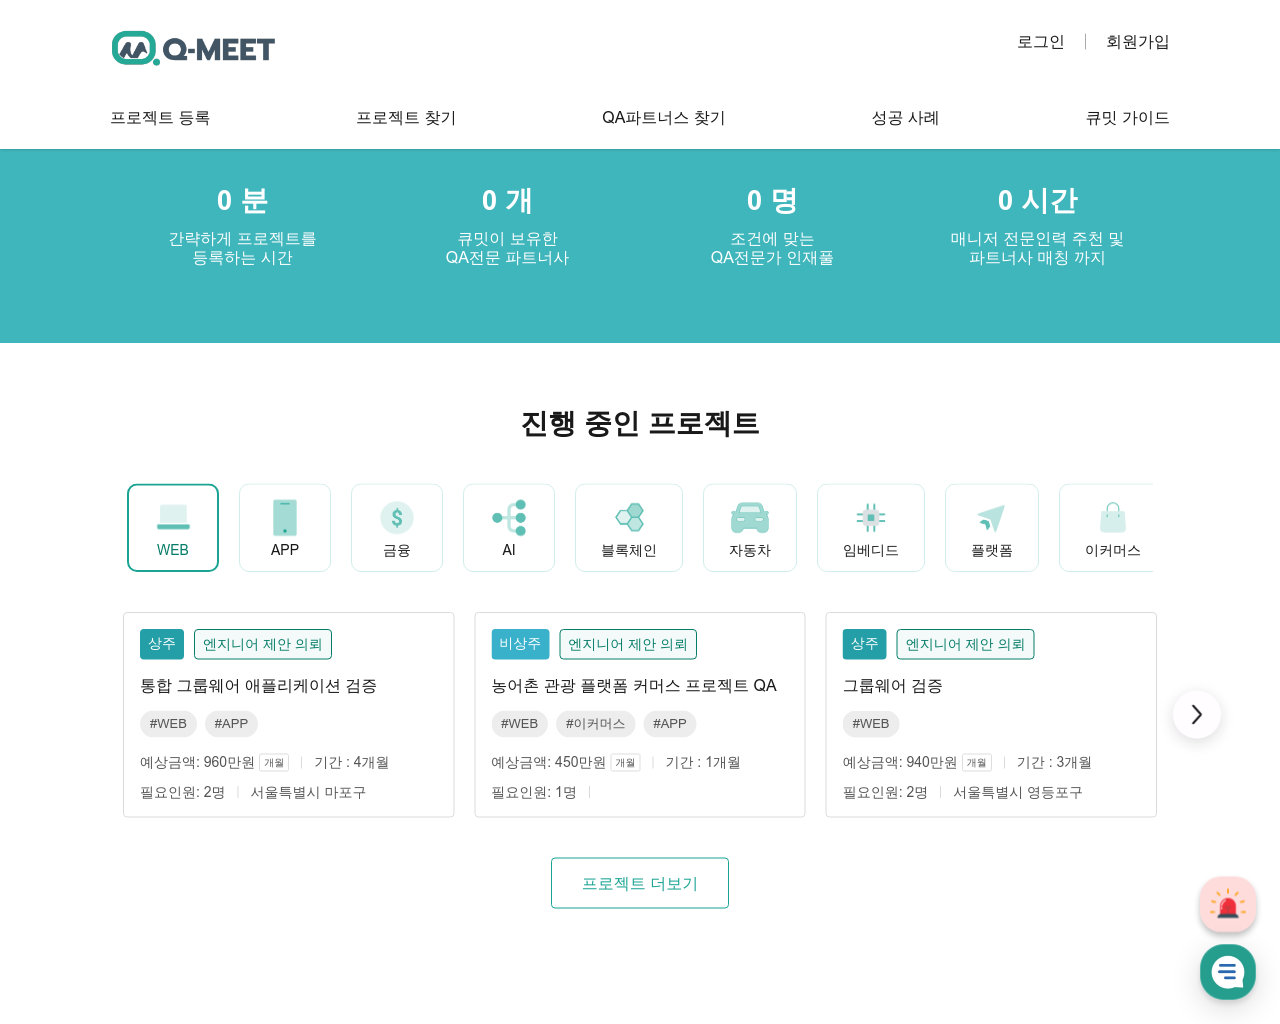 Q-MEET
로그인
회원가입
프로젝트 등록
프로젝트 찾기
QA파트너스 찾기
성공 사례
큐밋 가이드
0 분
간략하게 프로젝트를
등록하는 시간
0 개
큐밋이 보유한
QA전문 파트너사
0 명
조건에 맞는
QA전문가 인재풀
0 시간
매니저 전문인력 추천 및
파트너사 매칭 까지
진행 중인 프로젝트
WEB
APP
금융
AI
블록체인
자동차
임베디드
플랫폼
이커머스
상주
엔지니어 제안 의뢰
통합 그룹웨어 애플리케이션 검증
#WEB
#APP
예상금액: 960만원
개월
기간 : 4개월
필요인원: 2명
서울특별시 마포구
비상주
엔지니어 제안 의뢰
농어촌 관광 플랫폼 커머스 프로젝트 QA
#WEB
#이커머스
#APP
예상금액: 450만원
개월
기간 : 1개월
필요인원: 1명
상주
엔지니어 제안 의뢰
그룹웨어 검증
#WEB
예상금액: 940만원
개월
기간 : 3개월
필요인원: 2명
서울특별시 영등포구
프로젝트 더보기